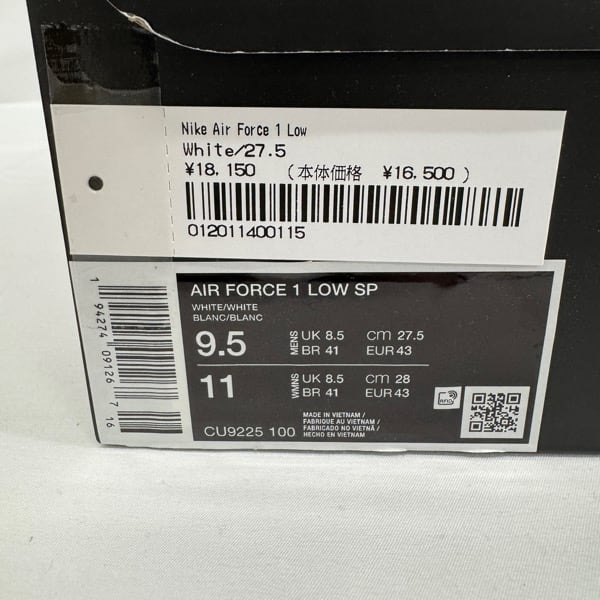 Nike Air Force 1 Low
White/27.5
¥18,150 (本体価格 ¥16,500)
012011400115
AIR FORCE 1 LOW SP
WHITE/WHITE
BLANC/BLANC
9.5 MENS UK 8.5 CM 27.5
BR 41 EUR 43
11 WMNS UK 8.5 CM 28
BR 41 EUR 43
CU9225 100
MADE IN VIETNAM /
FABRIQUE AU VIETNAM /
FABRICADO NO VIETNÃ /
HECHO EN VIETNAM
RFID
1 94274 09126 7 16